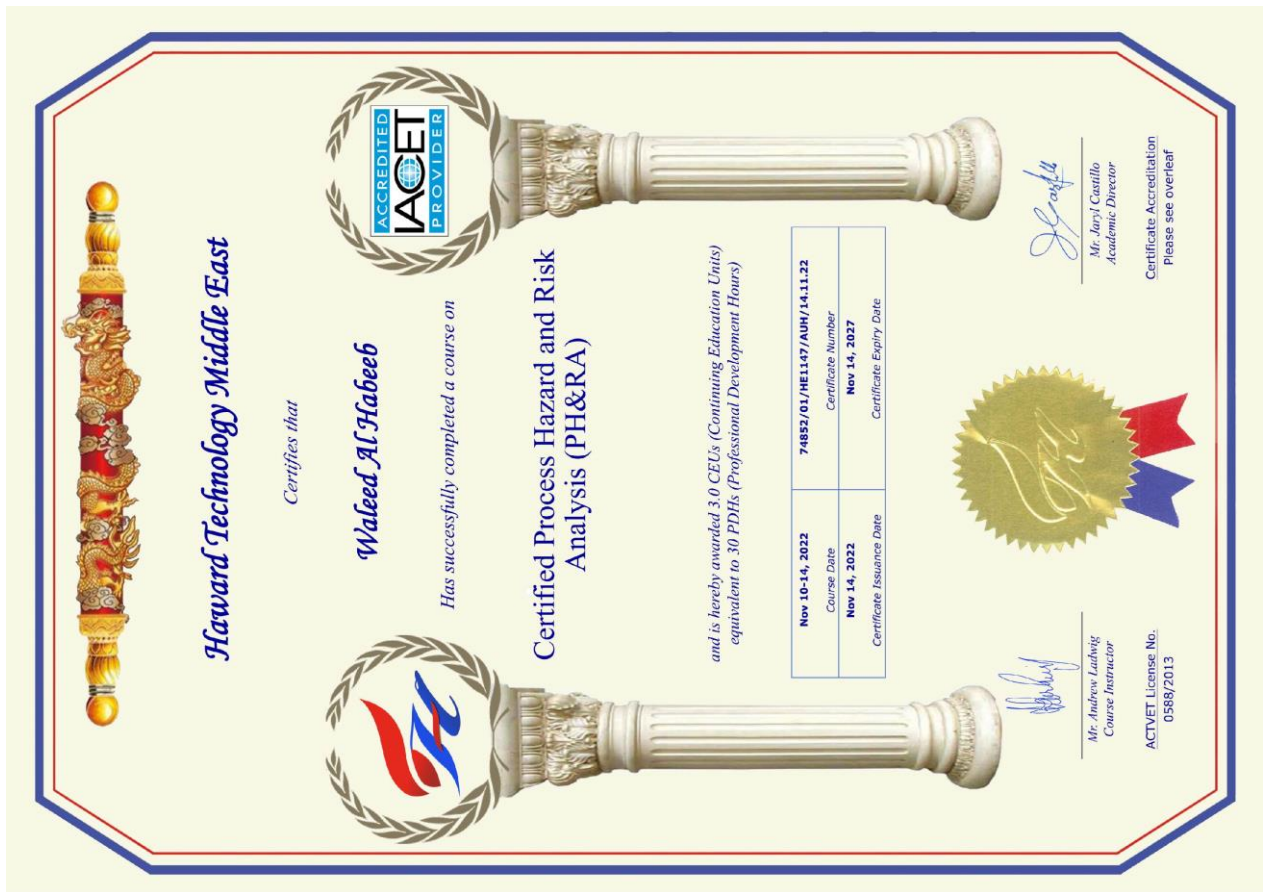 Haward Technology Middle East
Certifies that
Waleed Al Habeeb
Has successfully completed a course on
ACCREDITED
IACET
PROVIDER
Certified Process Hazard and Risk
Analysis (PH&RA)
and is hereby awarded 3.0 CEUs (Continuing Education Units)
equivalent to 30 PDHs (Professional Development Hours)
Nov 10-14, 2022
Course Date
74852/01/HE1147/AUH/14.11.22
Certificate Number
Nov 14, 2022
Certificate Issuance Date
Nov 14, 2027
Certificate Expiry Date
Mr. Andrew Ludwig
Course Instructor
ACTVET License No.
0588/2013
Mr. Jaryl Castillo
Academic Director
Certificate Accreditation
Please see overleaf